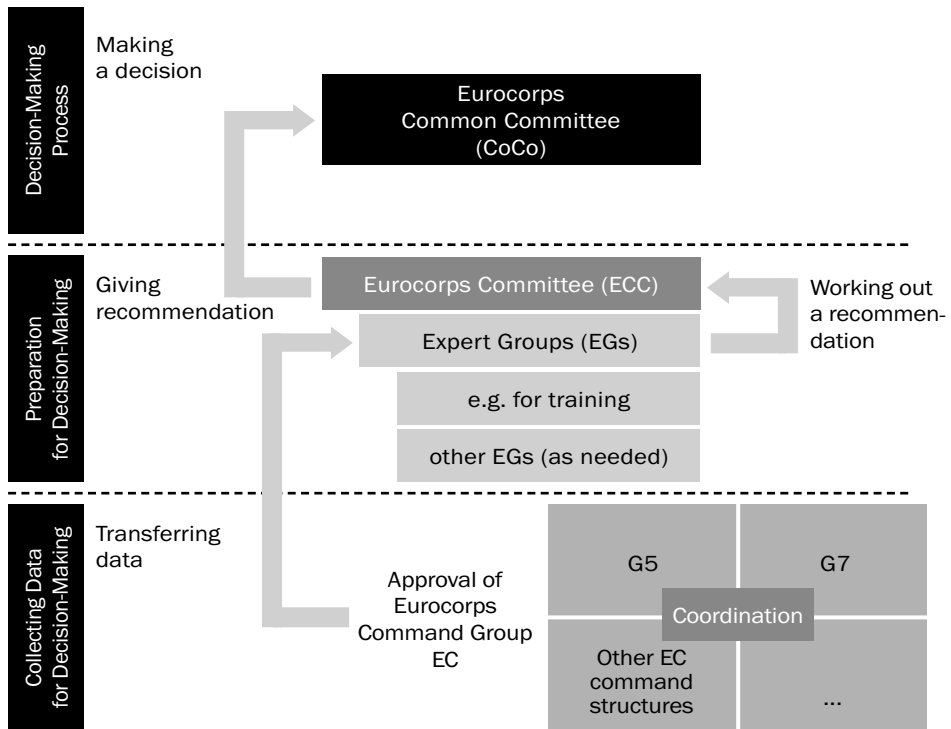 Decision-Making
Process
Making
a decision
Eurocorps
Common Committee
(CoCo)
Preparation
for Decision-Making
Giving
recommendation
Eurocorps Committee (ECC)
Expert Groups (EGs)
e.g. for training
other EGs (as needed)
Working out
a recommen-
dation
Collecting Data
for Decision-Making
Transferring
data
Approval of
Eurocorps
Command Group
EC
G5
G7
Coordination
Other EC
command
structures
...